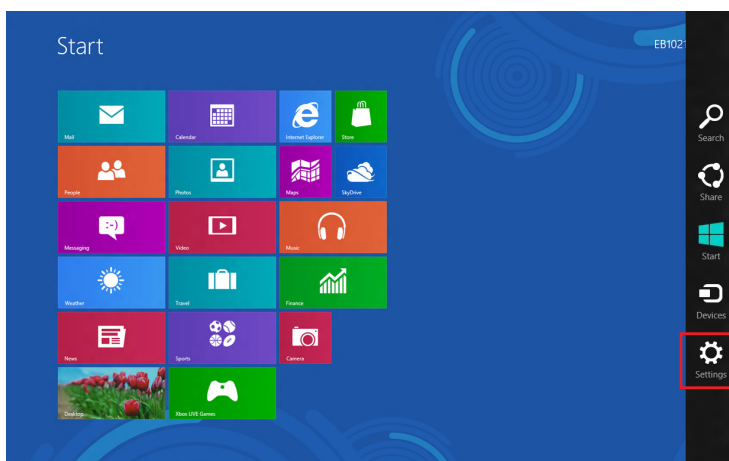 Start
EB1021
Mail
Calendar
Internet Explorer
Store
People
Photos
Maps
SkyDrive
Messaging
:-)
Video
Music
Weather
Travel
Finance
News
Sports
Camera
Desktop
Xbox LIVE Games
Search
Share
Start
Devices
Settings